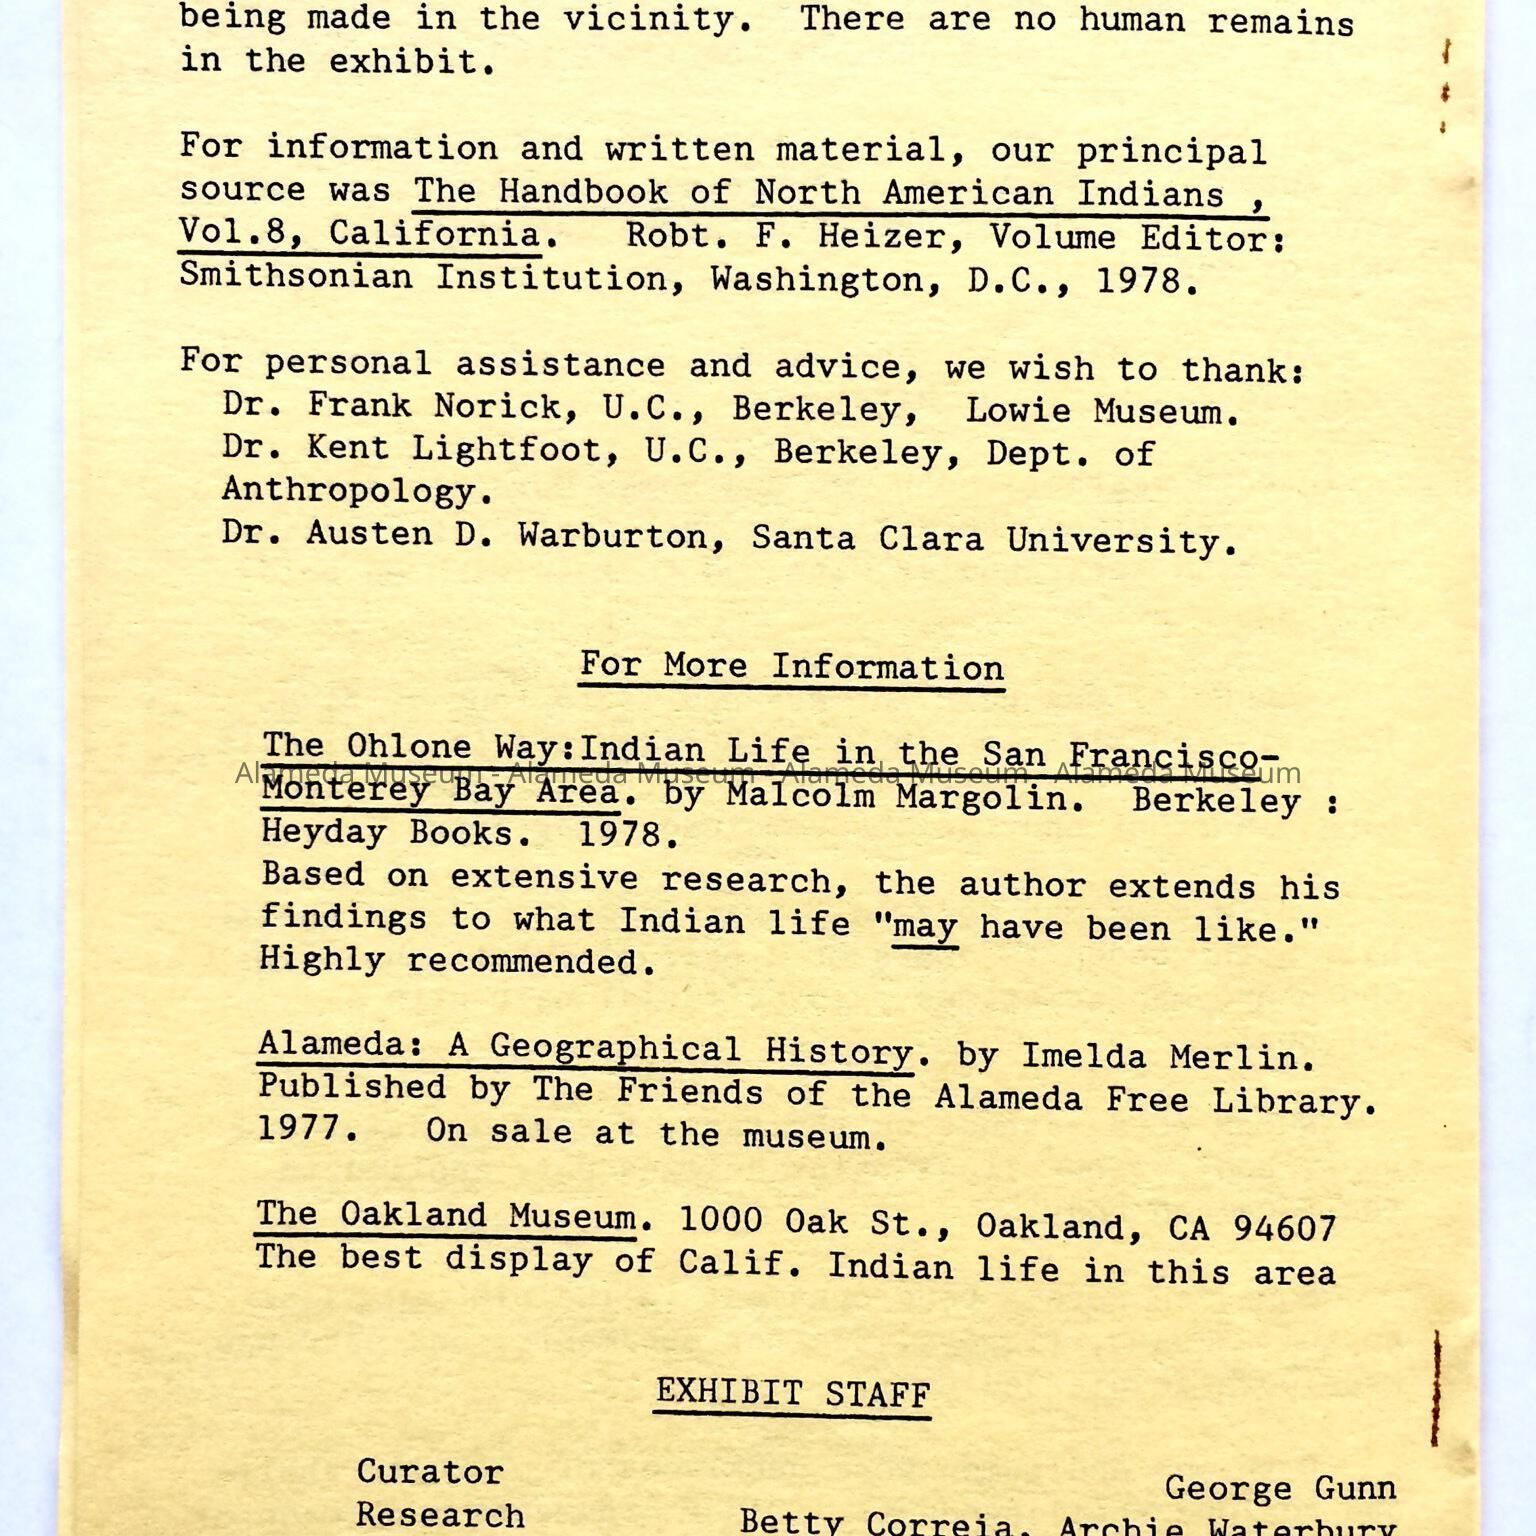 being made in the vicinity.  There are no human remains
in the exhibit.
For information and written material, our principal
source was The Handbook of North American Indians ,
Vol.8, California.   Robt. F. Heizer, Volume Editor:
Smithsonian Institution, Washington, D.C., 1978.
For personal assistance and advice, we wish to thank:
Dr. Frank Norick, U.C., Berkeley,  Lowie Museum.
Dr. Kent Lightfoot, U.C., Berkeley, Dept. of
Anthropology.
Dr. Austen D. Warburton, Santa Clara University.
For More Information
The Ohlone Way:Indian Life in the San Francisco-
Alameda Museum - Alameda Museum - Alameda Museum - Alameda Museum
Monterey Bay Area. by Malcolm Margolin.  Berkeley :
Heyday Books.  1978.
Based on extensive research, the author extends his
findings to what Indian life "may have been like."
Highly recommended.
Alameda: A Geographical History. by Imelda Merlin.
Published by The Friends of the Alameda Free Library.
1977.   On sale at the museum.
The Oakland Museum. 1000 Oak St., Oakland, CA 94607
The best display of Calif. Indian life in this area
EXHIBIT STAFF
Curator George Gunn
Research Betty Correia, Archie Waterbury